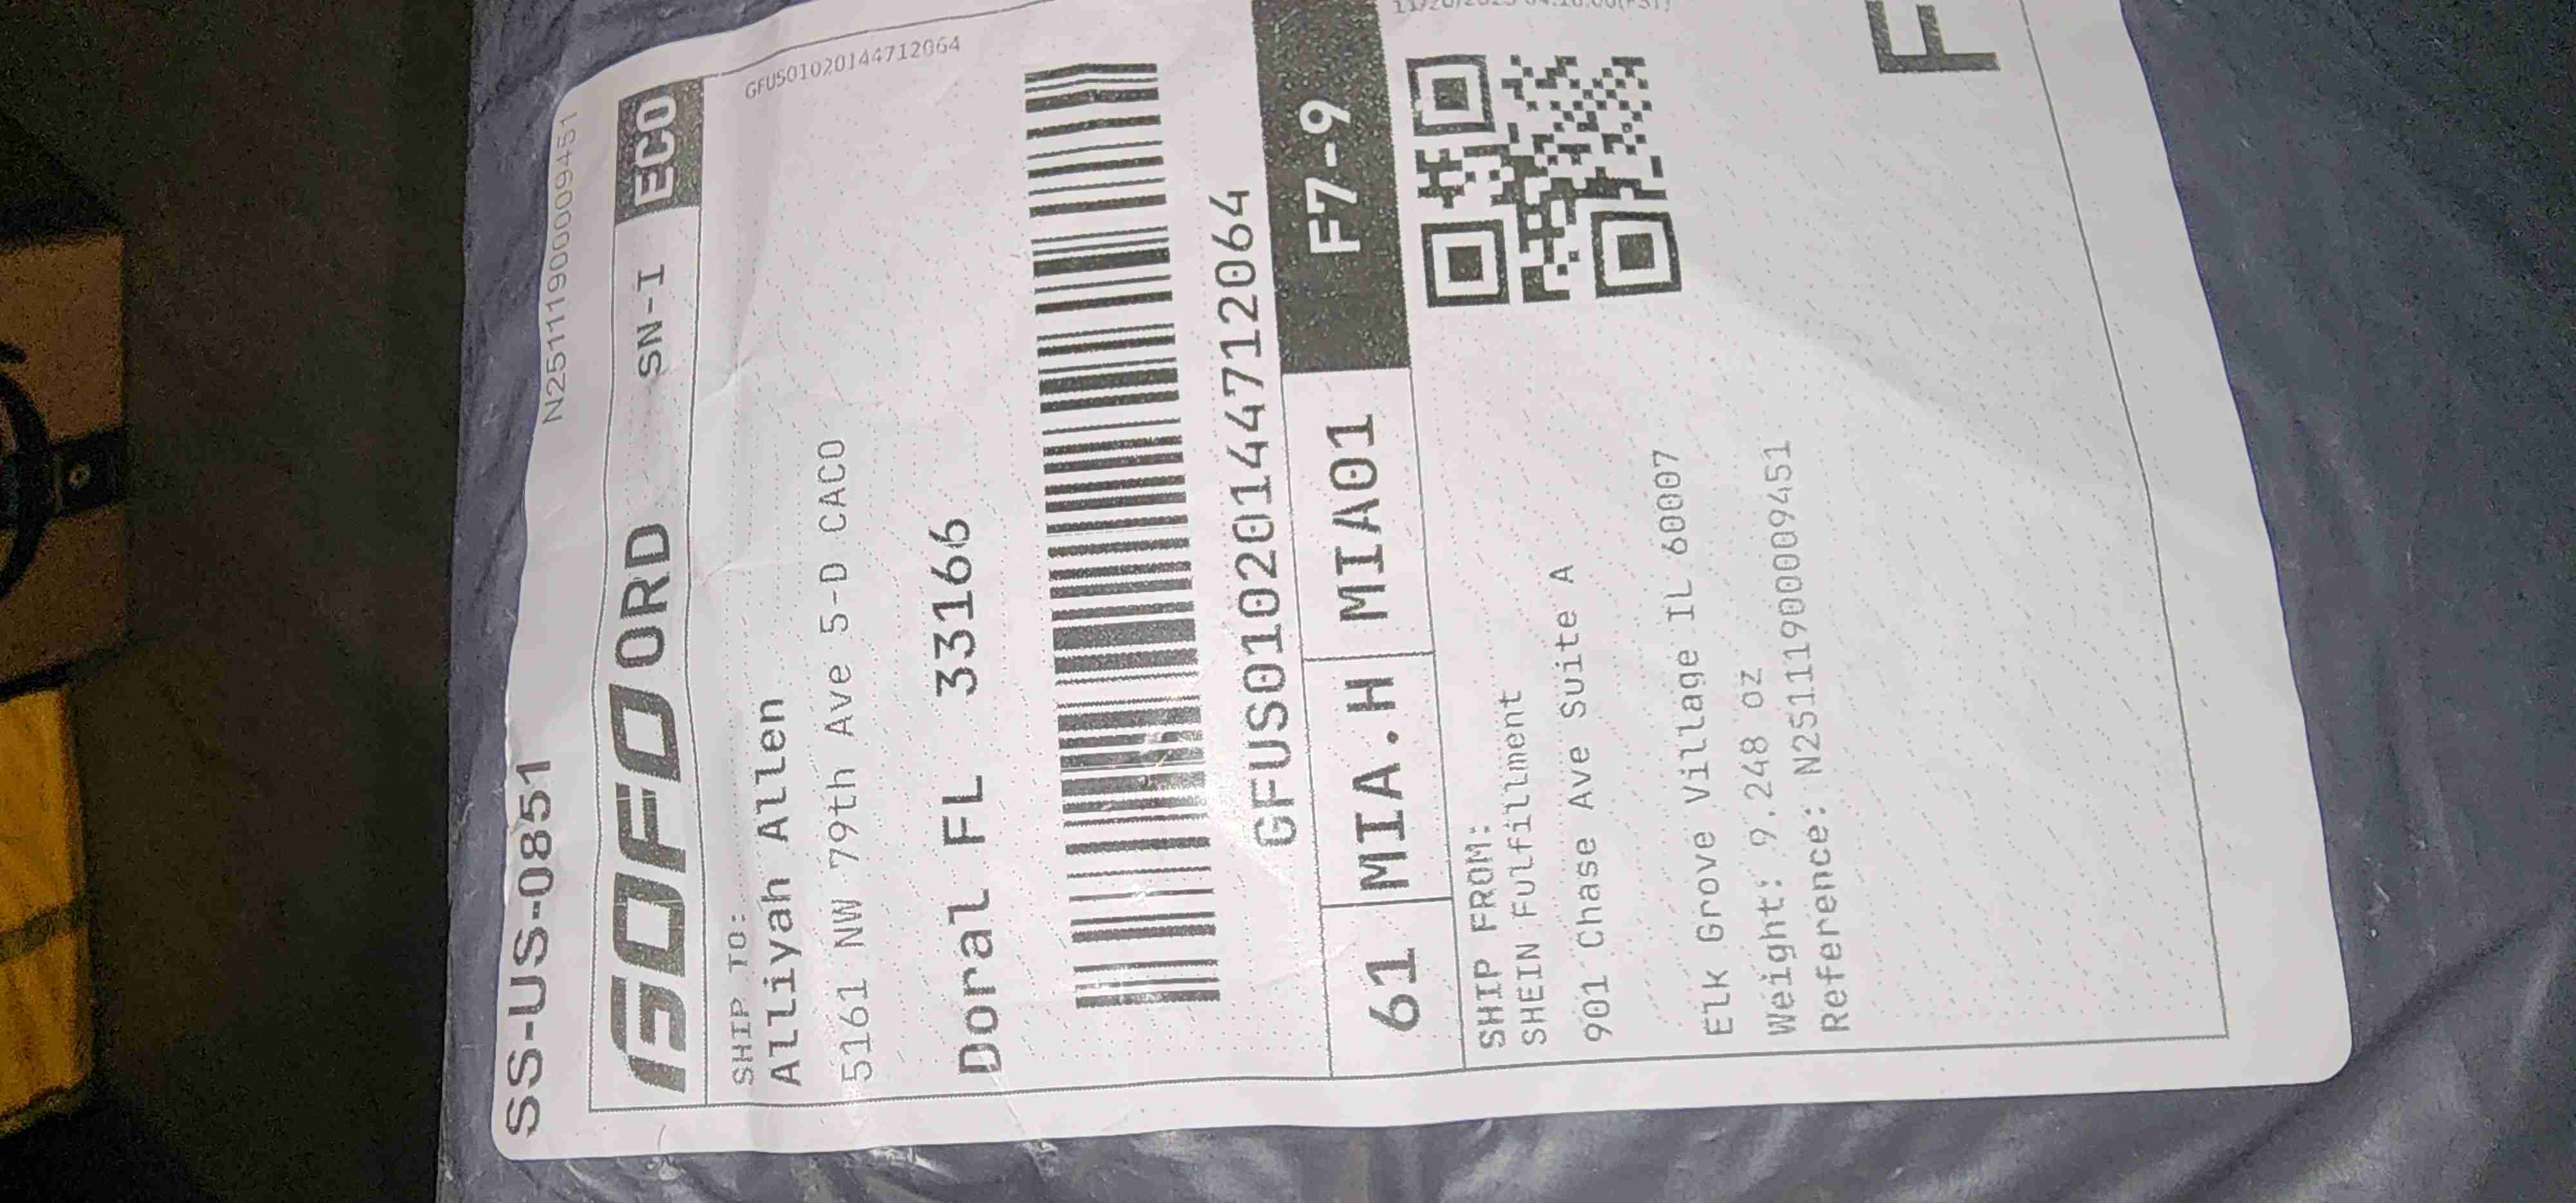 SS-US-0851 N25111900009451
GOFO ORD SN-I ECO
GFUS01020144712064
SHIP TO:
Alliyah Allen
5161 NW 79th Ave 5-D CACO
Doral FL 33166
GFUS01020144712064
61 MIA.H MIA01 F7-9
SHIP FROM:
SHEIN Fulfillment
901 Chase Ave Suite A
Elk Grove Village IL 60007
Weight: 9.248 oz
Reference: N25111900009451
F